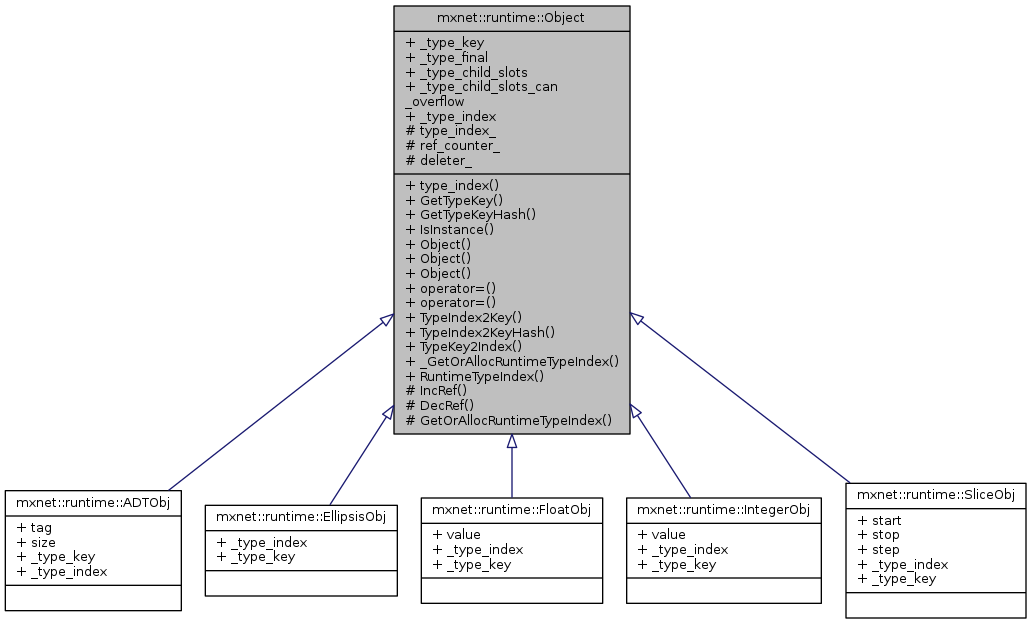 mxnet::runtime::Object
+ _type_key
+ _type_final
+ _type_child_slots
+ _type_child_slots_can
_overflow
+ _type_index
# type_index_
# ref_counter_
# deleter_
+ type_index()
+ GetTypeKey()
+ GetTypeKeyHash()
+ IsInstance()
+ Object()
+ Object()
+ Object()
+ operator=()
+ operator=()
+ TypeIndex2Key()
+ TypeIndex2KeyHash()
+ TypeKey2Index()
+ _GetOrAllocRuntimeTypeIndex()
+ RuntimeTypeIndex()
# IncRef()
# DecRef()
# GetOrAllocRuntimeTypeIndex()
mxnet::runtime::ADTObj
+ tag
+ size
+ _type_key
+ _type_index
mxnet::runtime::EllipsisObj
+ _type_index
+ _type_key
mxnet::runtime::FloatObj
+ value
+ _type_index
+ _type_key
mxnet::runtime::IntegerObj
+ value
+ _type_index
+ _type_key
mxnet::runtime::SliceObj
+ start
+ stop
+ step
+ _type_index
+ _type_key